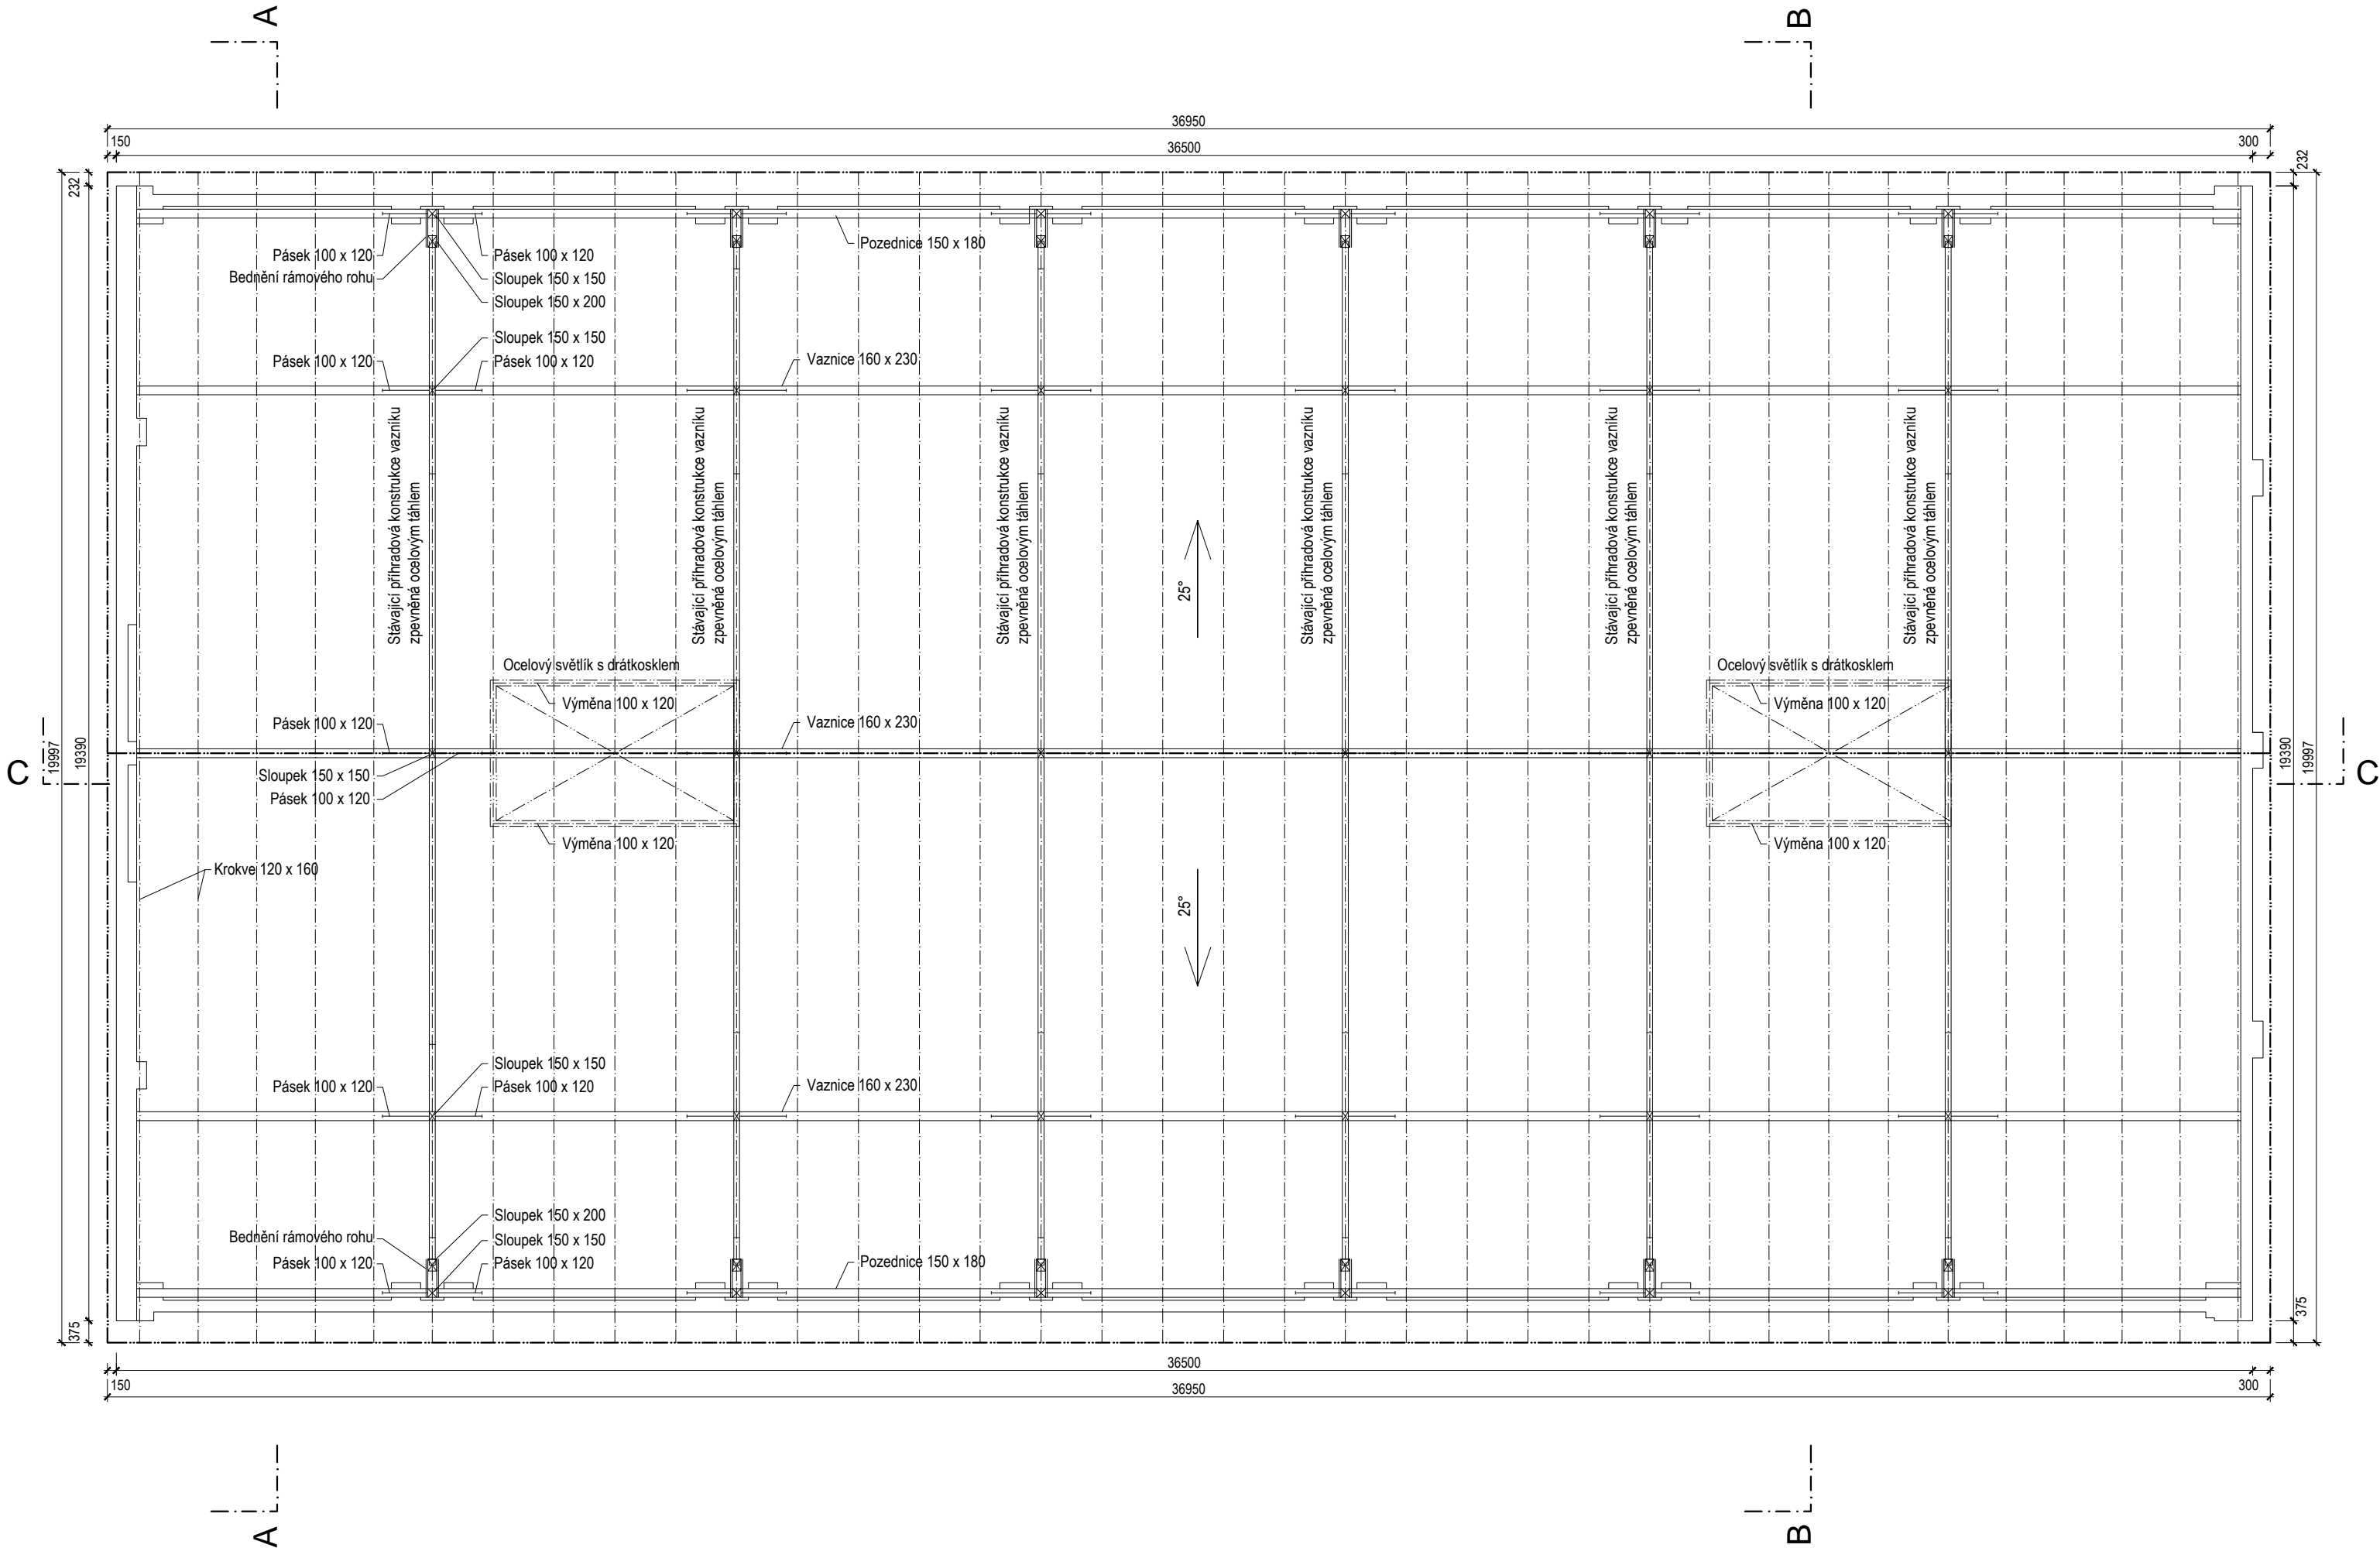 A
B
36950
150
36500
300
232
232
Pásek 100 x 120
Pásek 100 x 120
Pozednice 150 x 180
Bednění rámového rohu
Sloupek 150 x 150
Sloupek 150 x 200
Sloupek 150 x 150
Pásek 100 x 120
Pásek 100 x 120
Vaznice 160 x 230
Stávající příhradová konstrukce vazníku
zpevněná ocelovým táhlem
Stávající příhradová konstrukce vazníku
zpevněná ocelovým táhlem
Stávající příhradová konstrukce vazníku
zpevněná ocelovým táhlem
Stávající příhradová konstrukce vazníku
zpevněná ocelovým táhlem
Stávající příhradová konstrukce vazníku
zpevněná ocelovým táhlem
Stávající příhradová konstrukce vazníku
zpevněná ocelovým táhlem
25°
Ocelový světlík s drátkosklem
Ocelový světlík s drátkosklem
Výměna 100 x 120
Výměna 100 x 120
Pásek 100 x 120
Vaznice 160 x 230
C
19997
19390
19390
19997
C
Sloupek 150 x 150
Pásek 100 x 120
Výměna 100 x 120
Výměna 100 x 120
Krokve 120 x 160
25°
Sloupek 150 x 150
Pásek 100 x 120
Pásek 100 x 120
Vaznice 160 x 230
Sloupek 150 x 200
Bednění rámového rohu
Sloupek 150 x 150
Pásek 100 x 120
Pásek 100 x 120
Pozednice 150 x 180
375
375
36500
150
300
36950
A
B